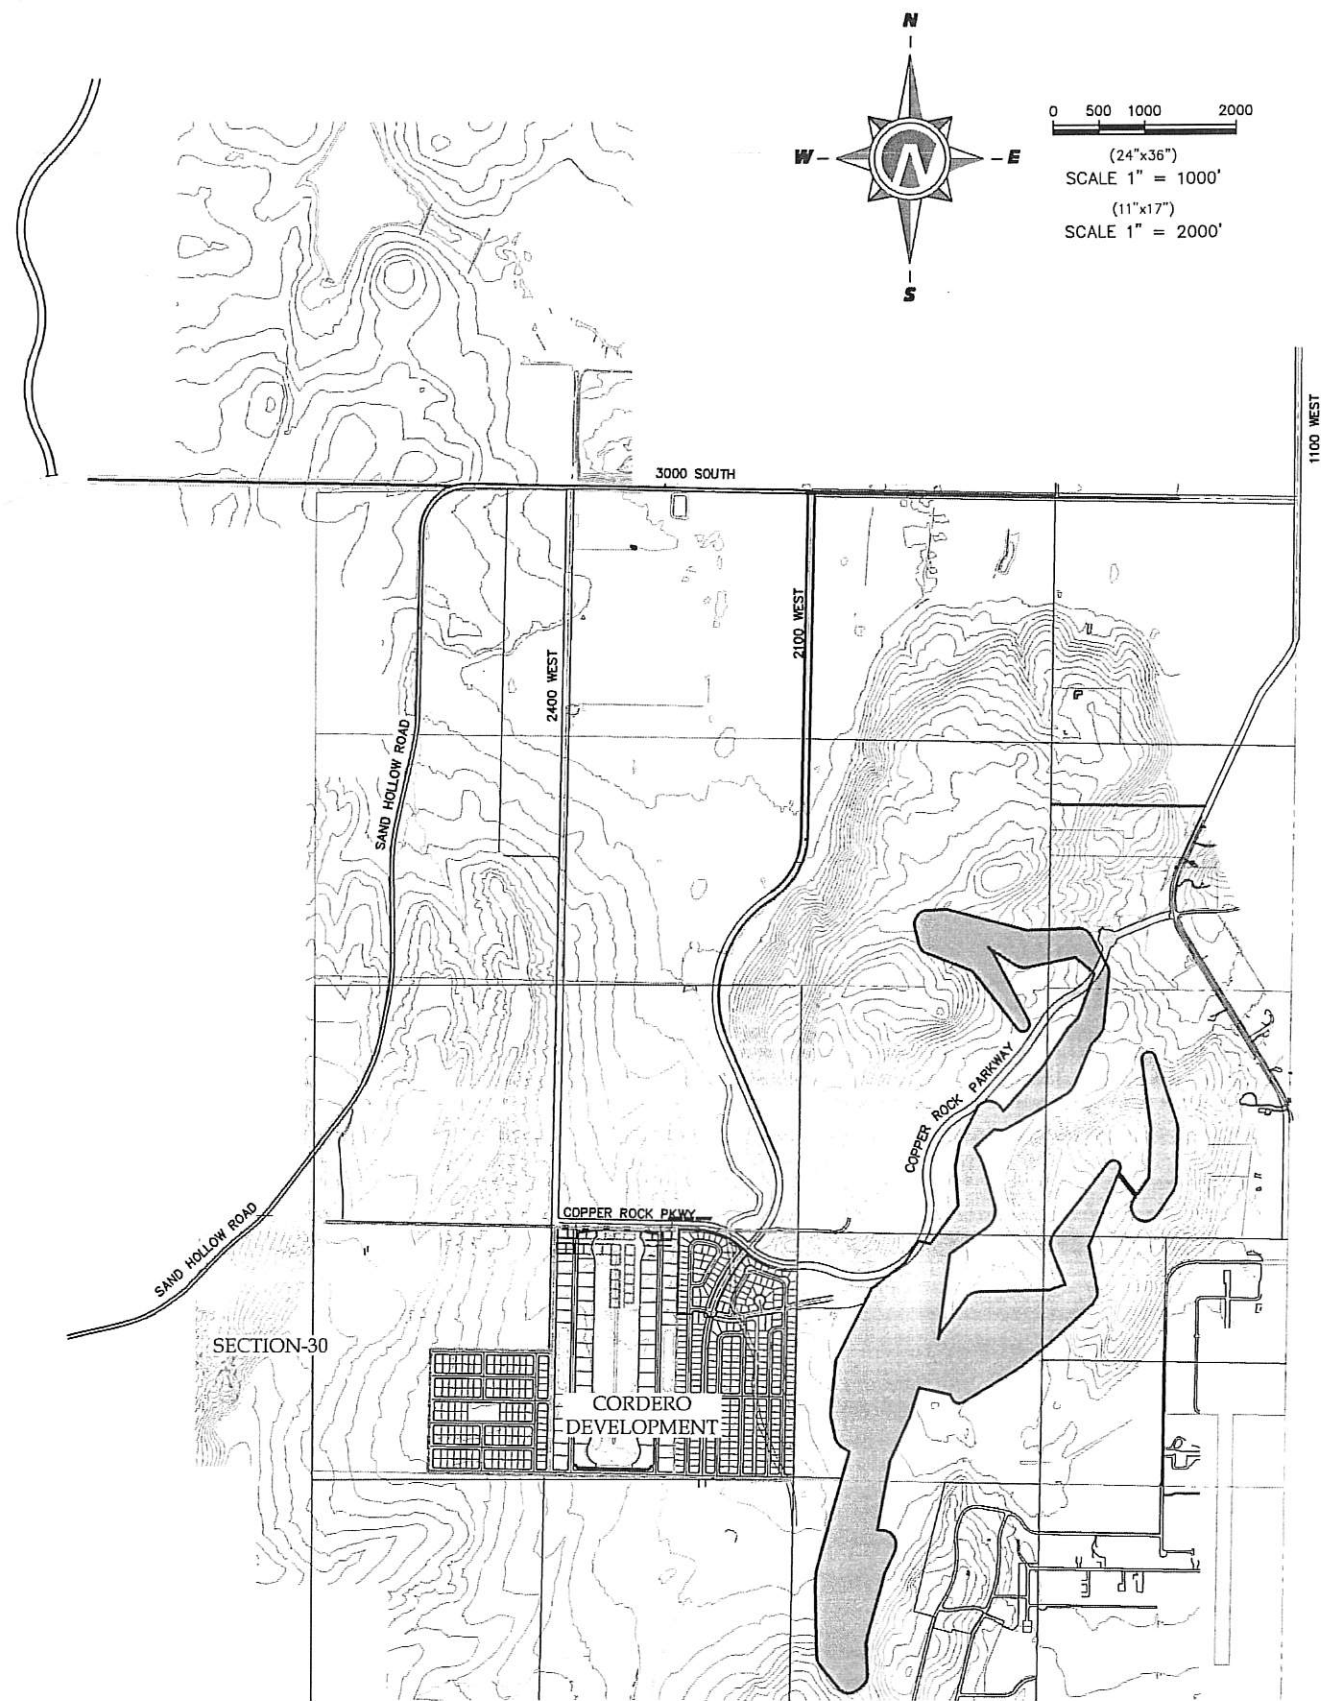 N
W
E
S
0 500 1000 2000
(24"x36")
SCALE 1" = 1000'
(11"x17")
SCALE 1" = 2000'
1100 WEST
3000 SOUTH
2100 WEST
2400 WEST
SAND HOLLOW ROAD
COPPER ROCK PARKWAY
SAND HOLLOW ROAD
COPPER ROCK PKWY
SECTION-30
CORDERO
DEVELOPMENT